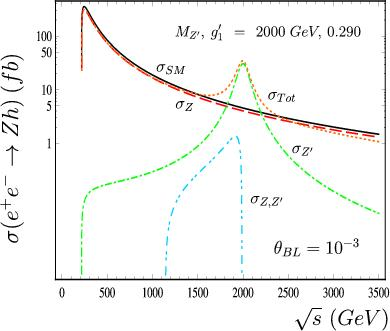 M_{Z'}, g'_1 = 2000 GeV, 0.290
σ_{SM}
σ_{Tot}
σ_Z
σ_{Z'}
σ_{Z,Z'}
θ_{BL} = 10^{-3}
σ(e⁺e⁻ → Zh) (fb)
100
50
10
5
1
0 500 1000 1500 2000 2500 3000 3500
√s (GeV)